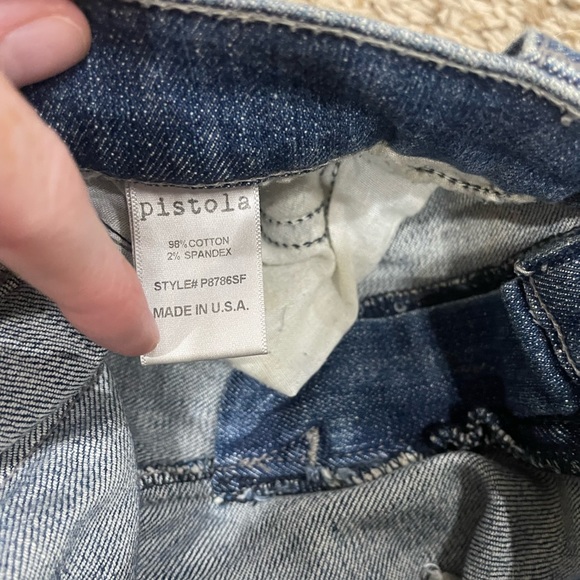 pistola
98% COTTON
2% SPANDEX
STYLE# P8786SF
MADE IN U.S.A.